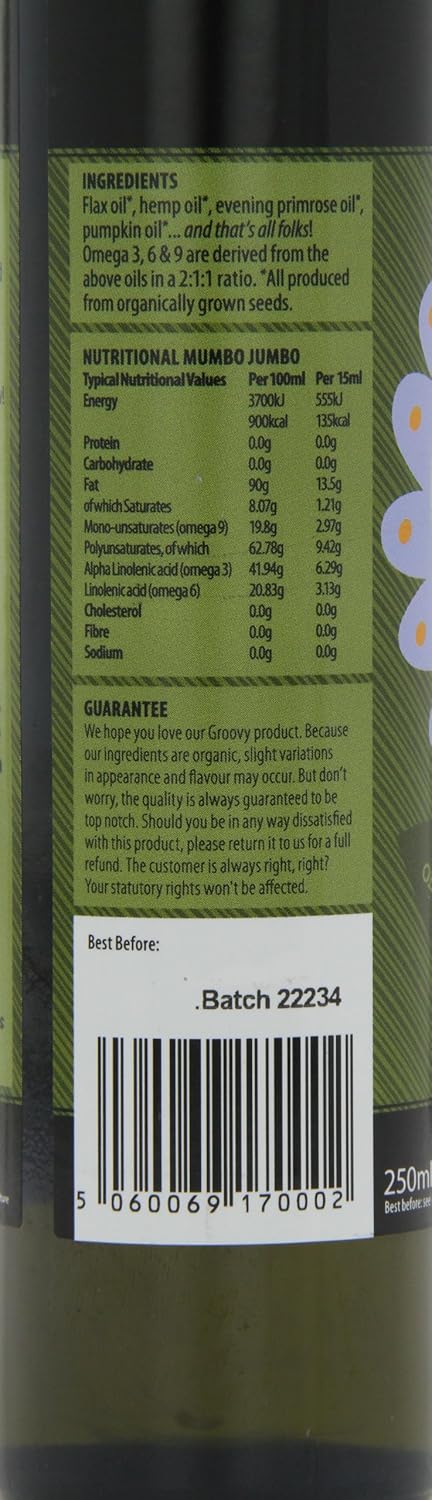 INGREDIENTS
Flax oil*, hemp oil*, evening primrose oil*,
pumpkin oil*... and that's all folks!
Omega 3, 6 & 9 are derived from the
above oils in a 2:1:1 ratio. *All produced
from organically grown seeds.
NUTRITIONAL MUMBO JUMBO
Typical Nutritional Values Per 100ml Per 15ml
Energy 3700kJ 555kJ
900kcal 135kcal
Protein 0.0g 0.0g
Carbohydrate 0.0g 0.0g
Fat 90g 13.5g
of which Saturates 8.07g 1.21g
Mono-unsaturates (omega 9) 19.8g 2.97g
Polyunsaturates, of which 62.78g 9.42g
Alpha Linolenic acid (omega 3) 41.94g 6.29g
Linolenic acid (omega 6) 20.83g 3.13g
Cholesterol 0.0g 0.0g
Fibre 0.0g 0.0g
Sodium 0.0g 0.0g
GUARANTEE
We hope you love our Groovy product. Because
our ingredients are organic, slight variations
in appearance and flavour may occur. But don't
worry, the quality is always guaranteed to be
top notch. Should you be in any way dissatisfied
with this product, please return it to us for a full
refund. The customer is always right, right?
Your statutory rights won't be affected.
Best Before:
.Batch 22234
5 060069 170002
250ml
Best before: see